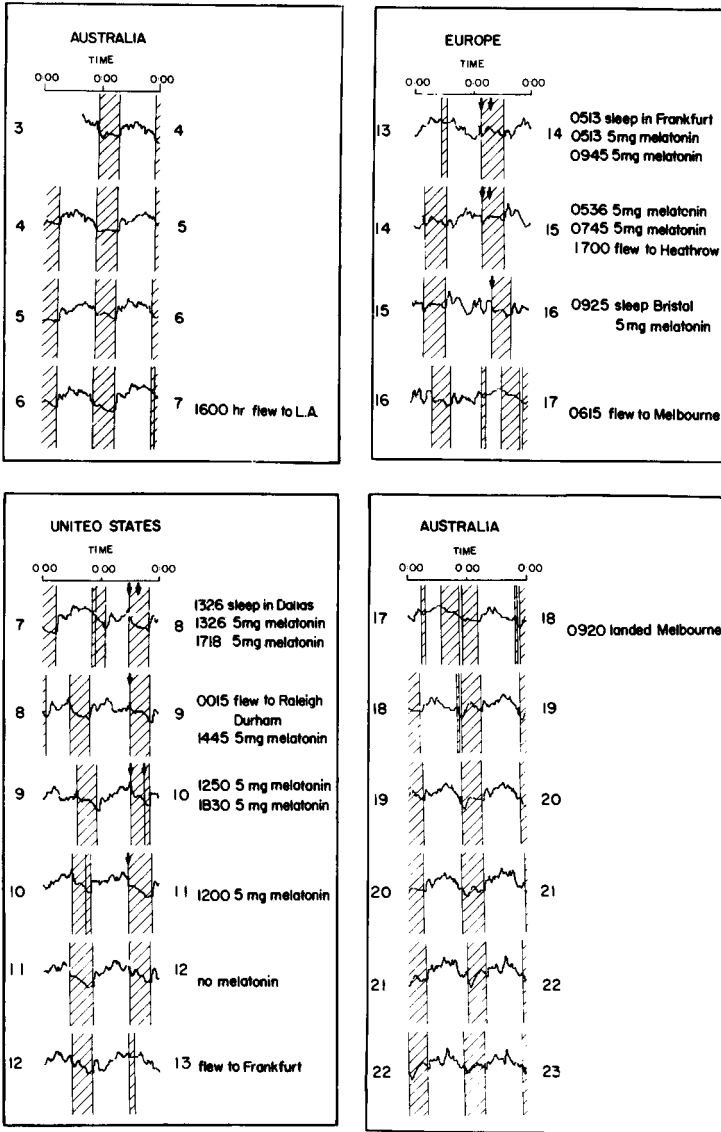 AUSTRALIA
TIME
0:00 0:00 0:00
3 4
4 5
5 6
6 7 1600 hr flew to L.A.
EUROPE
TIME
0:00 0:00 0:00
13 14 0513 sleep in Frankfurt
0513 5mg melatonin
0945 5mg melatonin
14 15 0536 5mg melatonin
0745 5mg melatonin
1700 flew to Heathrow
15 16 0925 sleep Bristol
5mg melatonin
16 17 0615 flew to Melbourne
UNITED STATES
TIME
0:00 0:00 0:00
7 8 1326 sleep in Dallas
1326 5mg melatonin
1718 5mg melatonin
8 9 0015 flew to Raleigh
Durham
1445 5mg melatonin
9 10 1250 5 mg melatonin
1830 5 mg melatonin
10 11 1200 5 mg melatonin
11 12 no melatonin
12 13 flew to Frankfurt
AUSTRALIA
TIME
0:00 0:00 0:00
17 18 0920 landed Melbourne
18 19
19 20
20 21
21 22
22 23